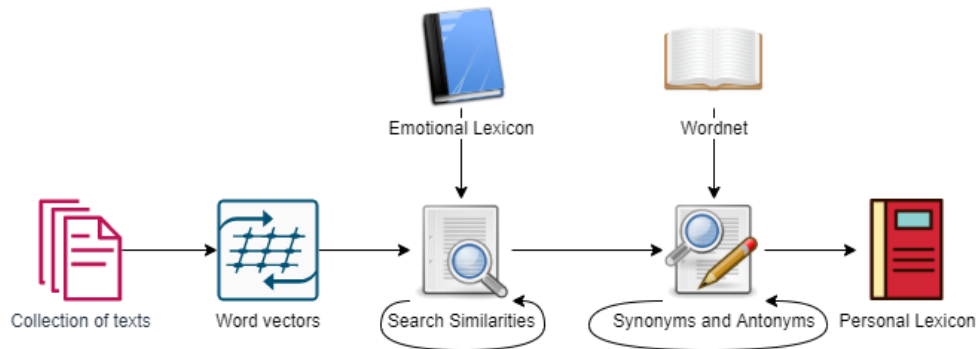 Emotional Lexicon
Wordnet
Collection of texts
Word vectors
Search Similarities
Synonyms and Antonyms
Personal Lexicon